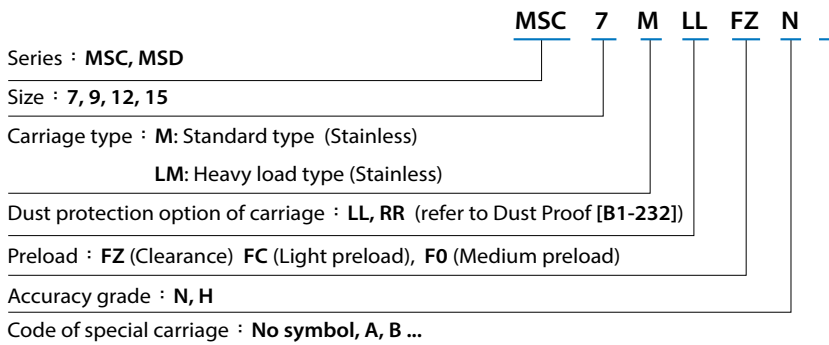 MSC 7 M LL FZ N
Series : MSC, MSD
Size : 7, 9, 12, 15
Carriage type : M: Standard type (Stainless)
LM: Heavy load type (Stainless)
Dust protection option of carriage : LL, RR (refer to Dust Proof [B1-232])
Preload : FZ (Clearance) FC (Light preload), F0 (Medium preload)
Accuracy grade : N, H
Code of special carriage : No symbol, A, B ...